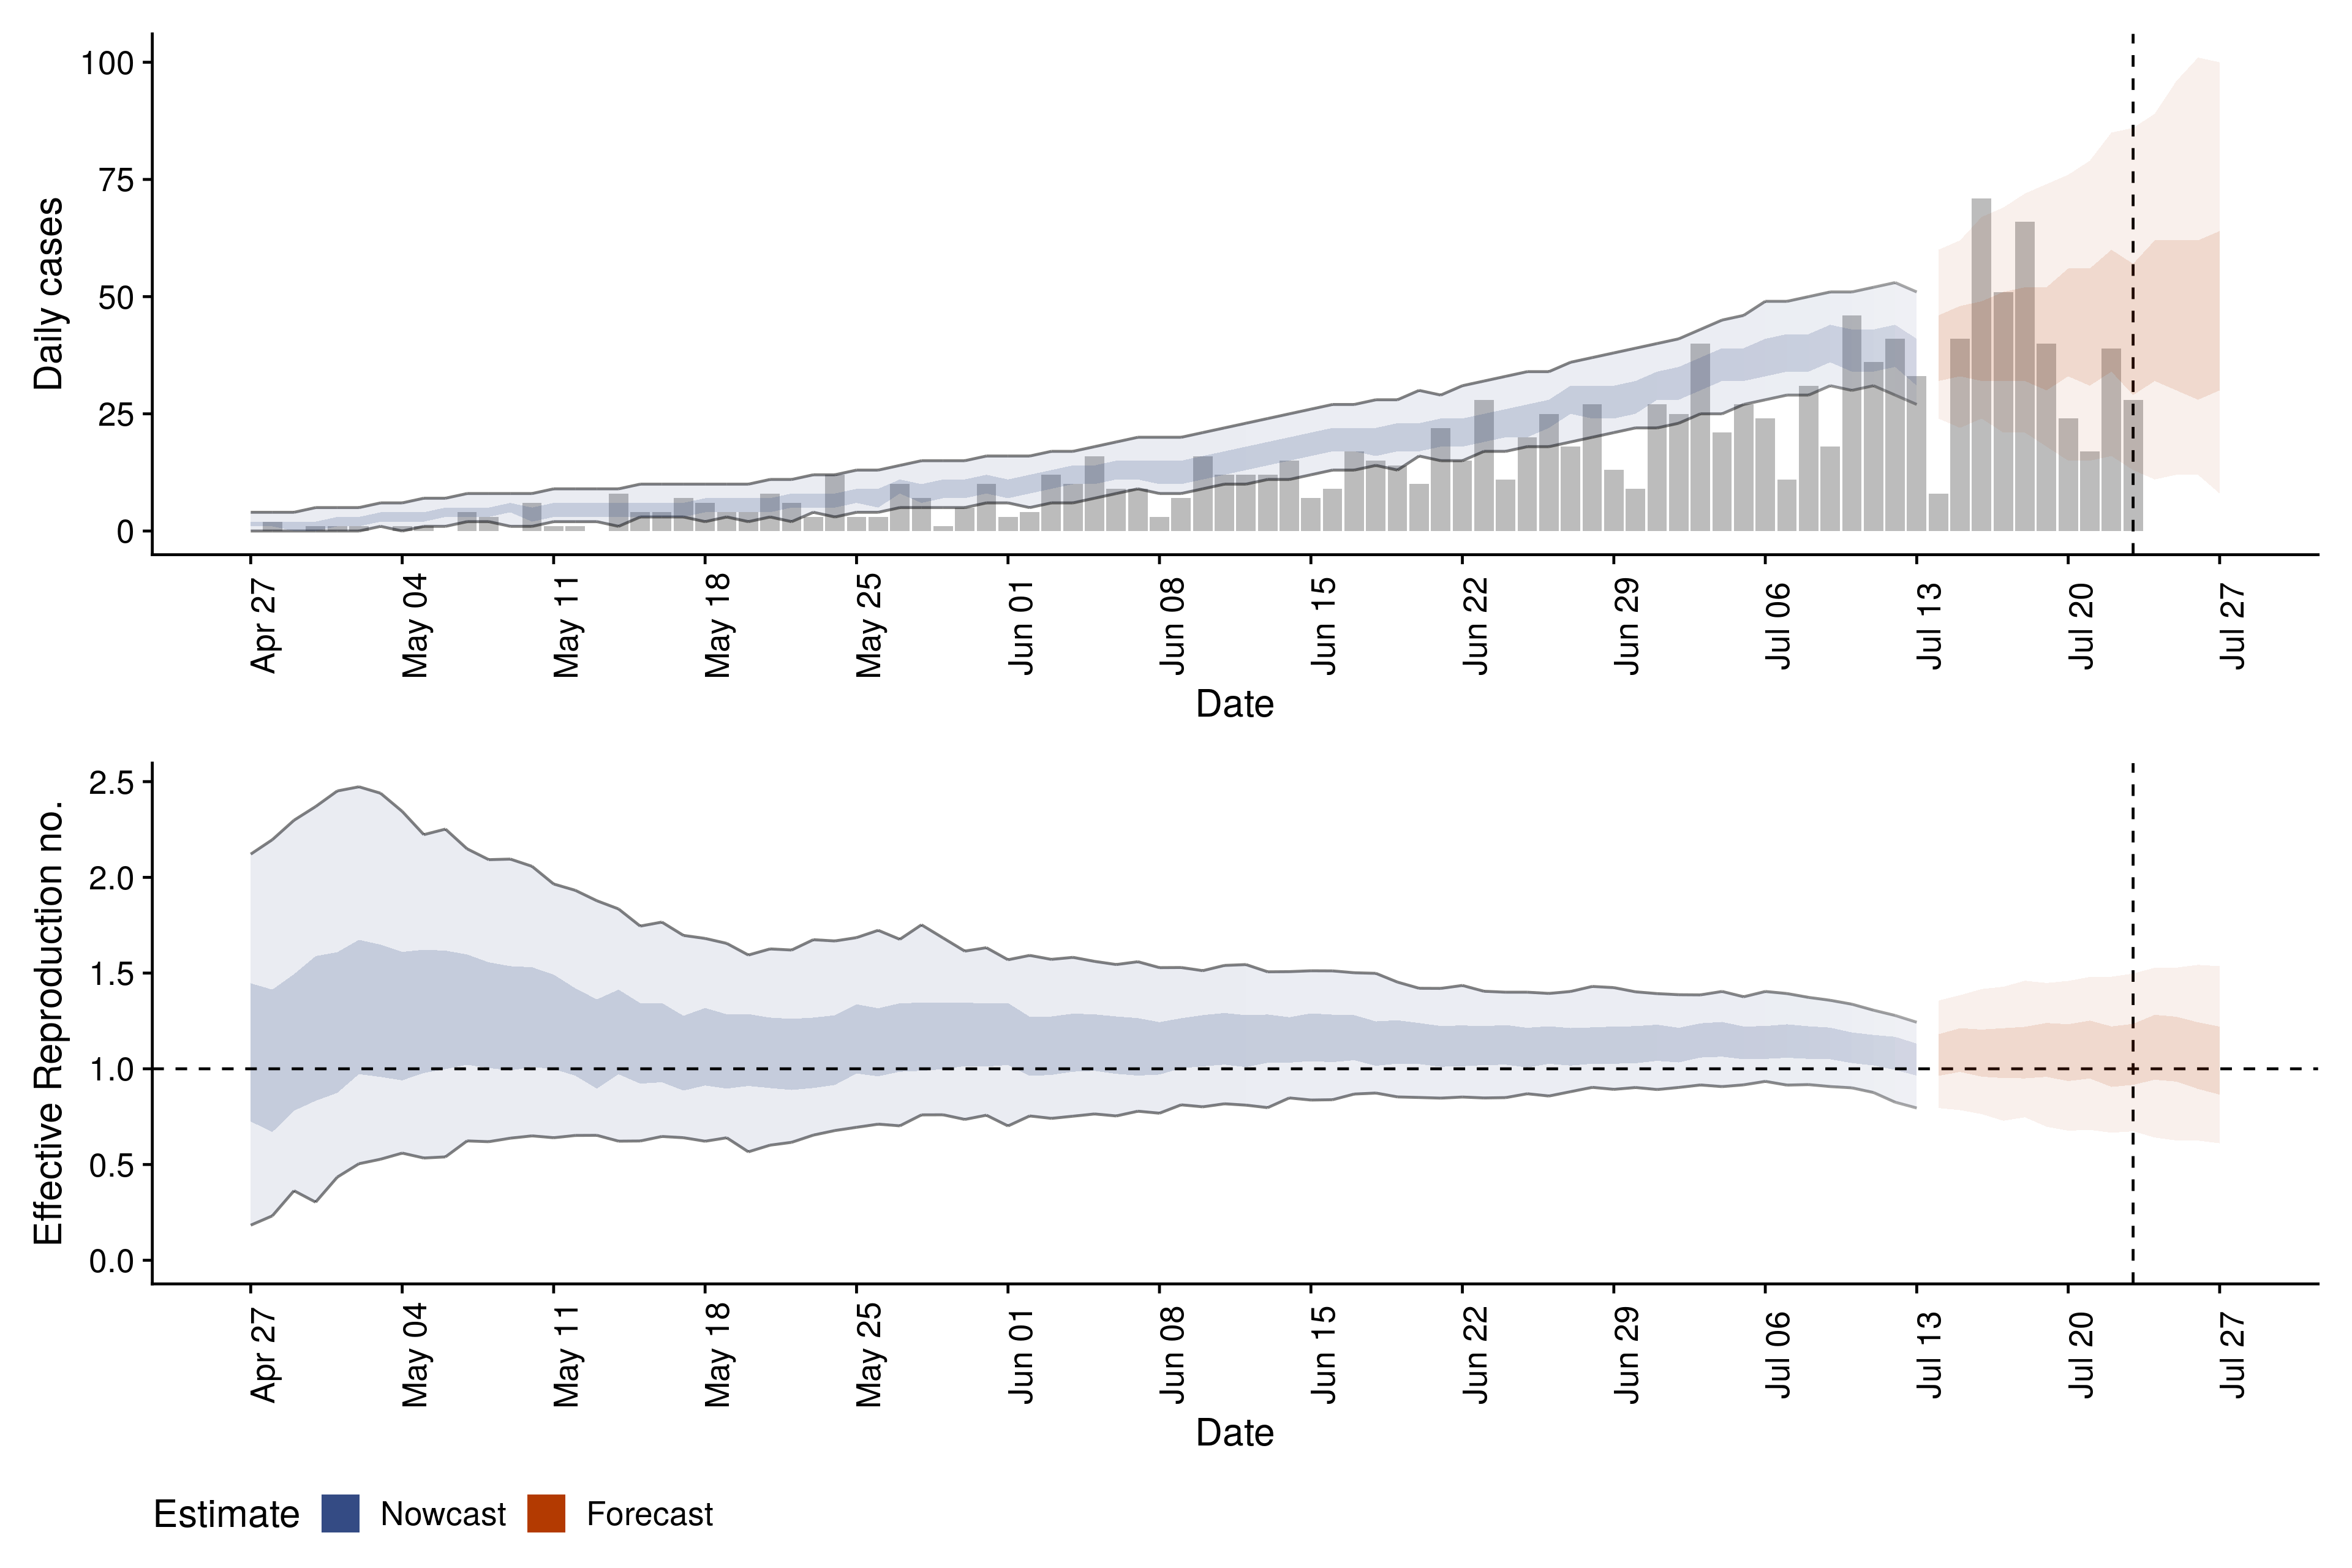 100
75
50
25
0
Daily cases
Apr 27
May 04
May 11
May 18
May 25
Jun 01
Jun 08
Jun 15
Jun 22
Jun 29
Jul 06
Jul 13
Jul 20
Jul 27
Date
2.5
2.0
1.5
1.0
0.5
0.0
Effective Reproduction no.
Apr 27
May 04
May 11
May 18
May 25
Jun 01
Jun 08
Jun 15
Jun 22
Jun 29
Jul 06
Jul 13
Jul 20
Jul 27
Date
Estimate Nowcast Forecast